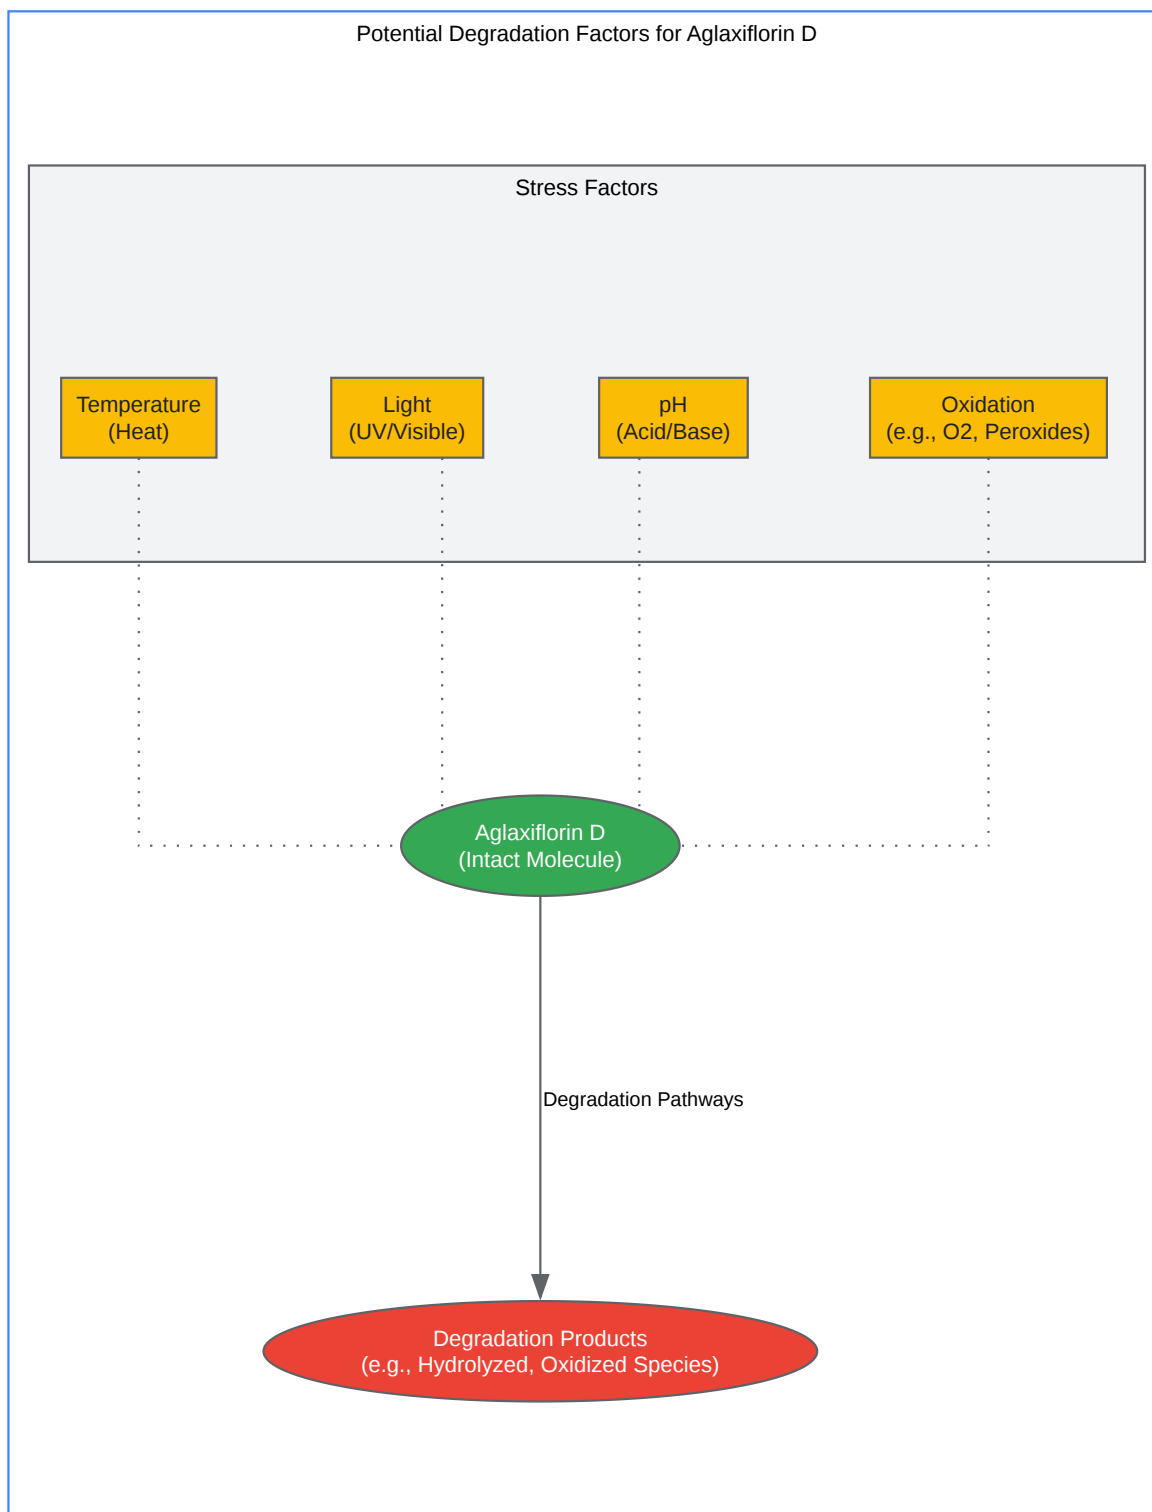 Potential Degradation Factors for Aglaxiflorin D
Stress Factors
Temperature
(Heat)
Light
(UV/Visible)
pH
(Acid/Base)
Oxidation
(e.g., O2, Peroxides)
Aglaxiflorin D
(Intact Molecule)
Degradation Pathways
Degradation Products
(e.g., Hydrolyzed, Oxidized Species)